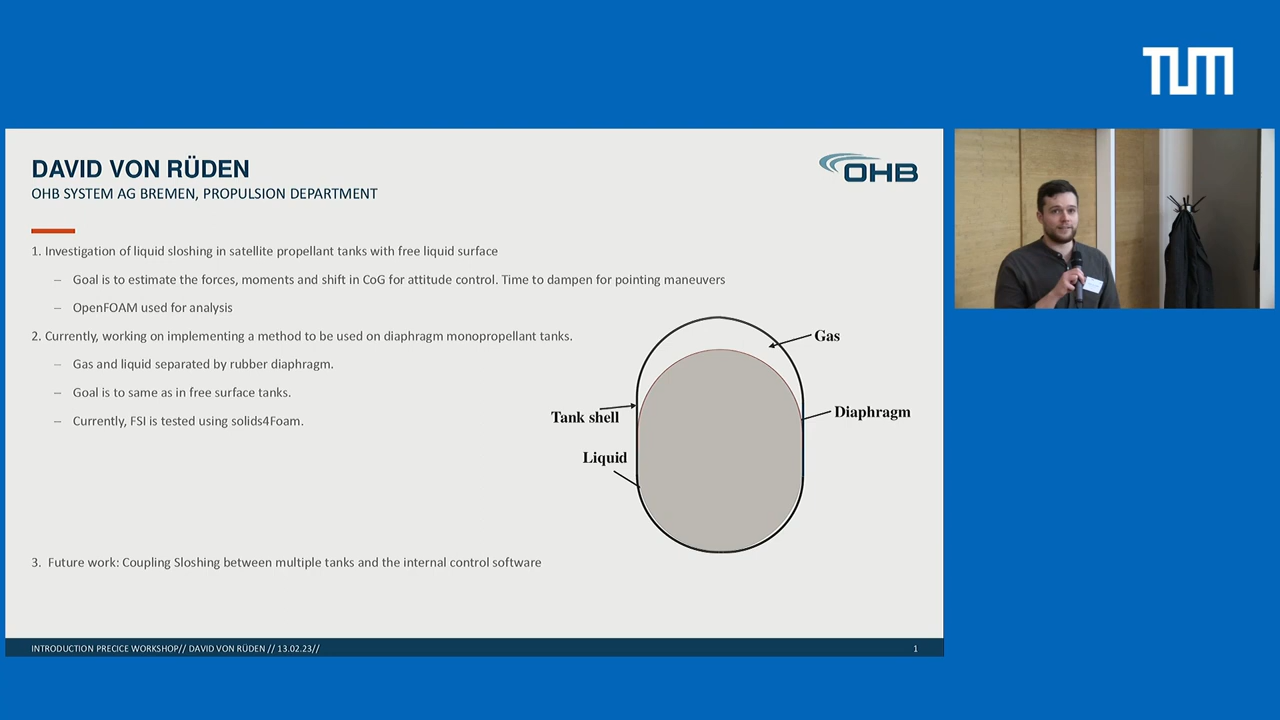 TUM
DAVID VON RÜDEN
OHB SYSTEM AG BREMEN, PROPULSION DEPARTMENT
OHB
1. Investigation of liquid sloshing in satellite propellant tanks with free liquid surface
– Goal is to estimate the forces, moments and shift in CoG for attitude control. Time to dampen for pointing maneuvers
– OpenFOAM used for analysis
2. Currently, working on implementing a method to be used on diaphragm monopropellant tanks.
– Gas and liquid separated by rubber diaphragm.
– Goal is to same as in free surface tanks.
– Currently, FSI is tested using solids4Foam.
Gas
Diaphragm
Tank shell
Liquid
3. Future work: Coupling Sloshing between multiple tanks and the internal control software
INTRODUCTION PRECICE WORKSHOP// DAVID VON RÜDEN // 13.02.23//
1